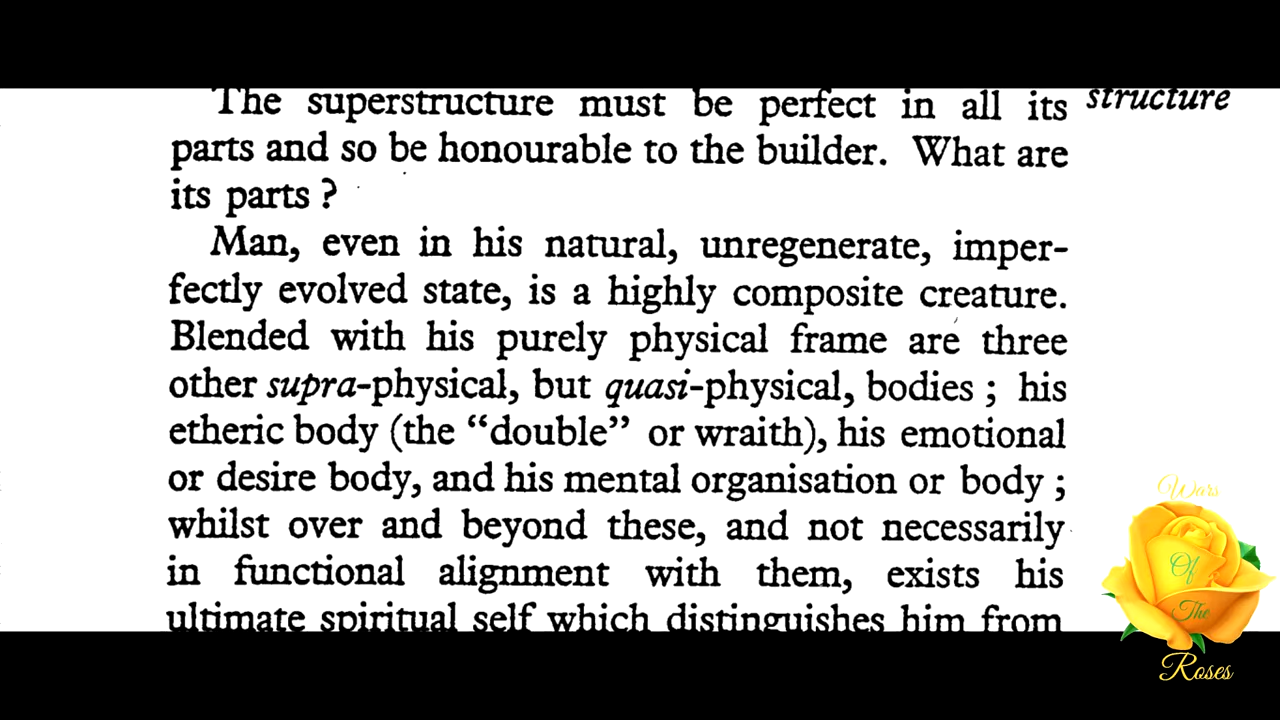 The superstructure must be perfect in all its
structure
parts and so be honourable to the builder. What are
its parts ?
Man, even in his natural, unregenerate, imper-
fectly evolved state, is a highly composite creature.
Blended with his purely physical frame are three
other supra-physical, but quasi-physical, bodies ; his
etheric body (the “double” or wraith), his emotional
or desire body, and his mental organisation or body ;
whilst over and beyond these, and not necessarily
in functional alignment with them, exists his
ultimate spiritual self which distinguishes him from
Wars
Of
The
Roses